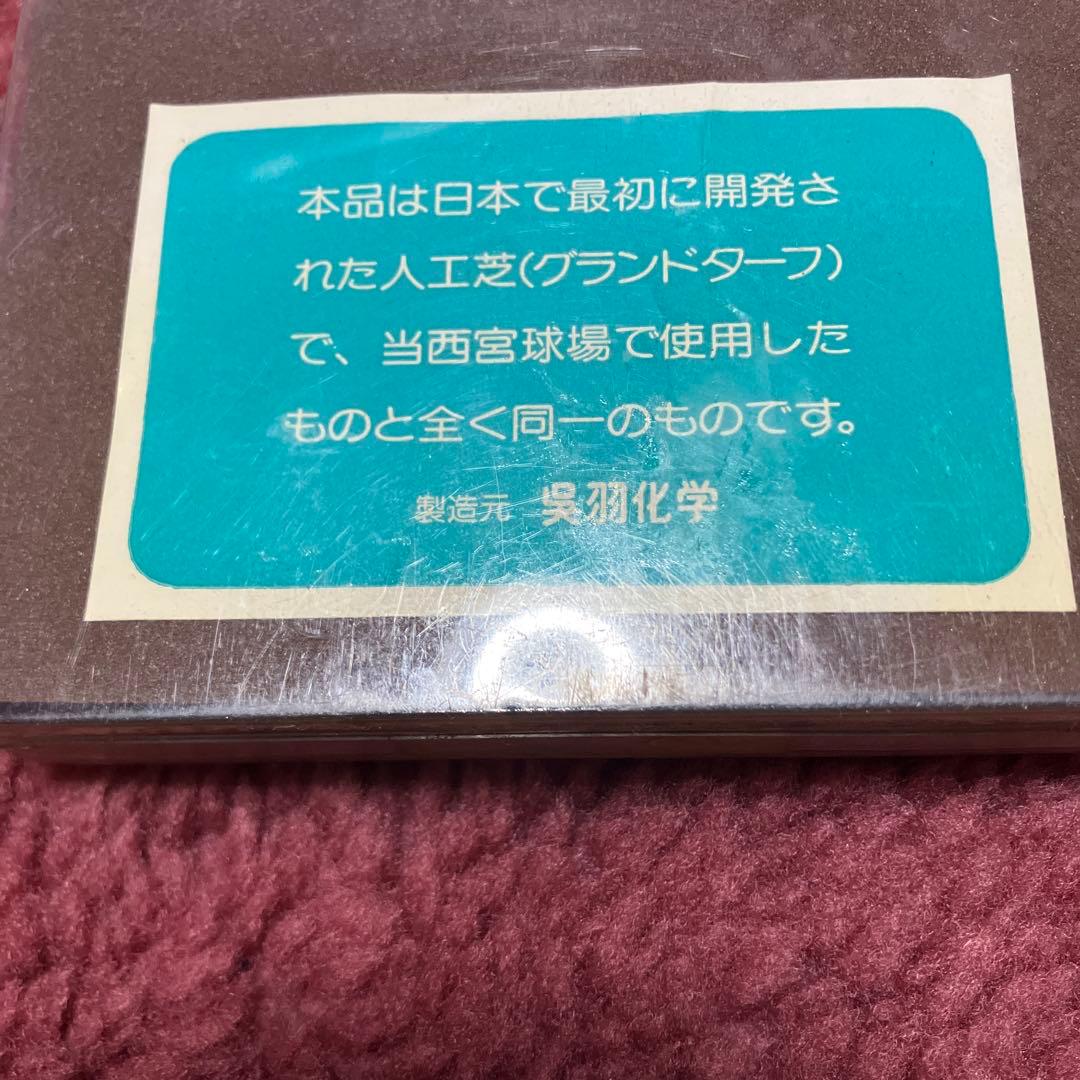 本品は日本で最初に開発さ
れた人工芝(グランドターフ)
で、当西宮球場で使用した
ものと全く同一のものです。
製造元 呉羽化学